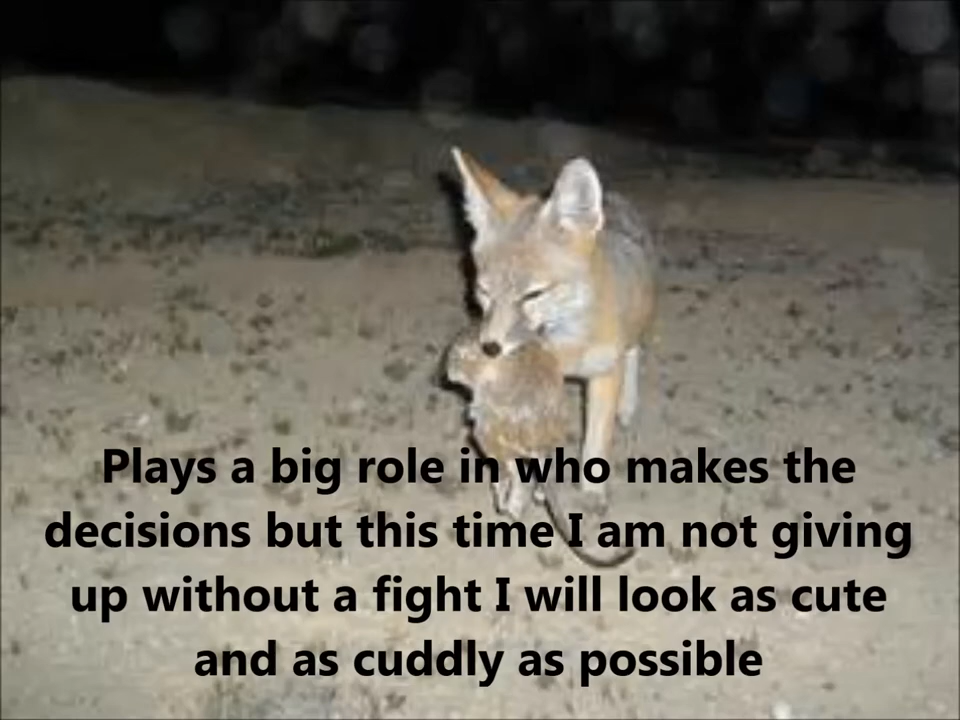 Plays a big role in who makes the
decisions but this time I am not giving
up without a fight I will look as cute
and as cuddly as possible